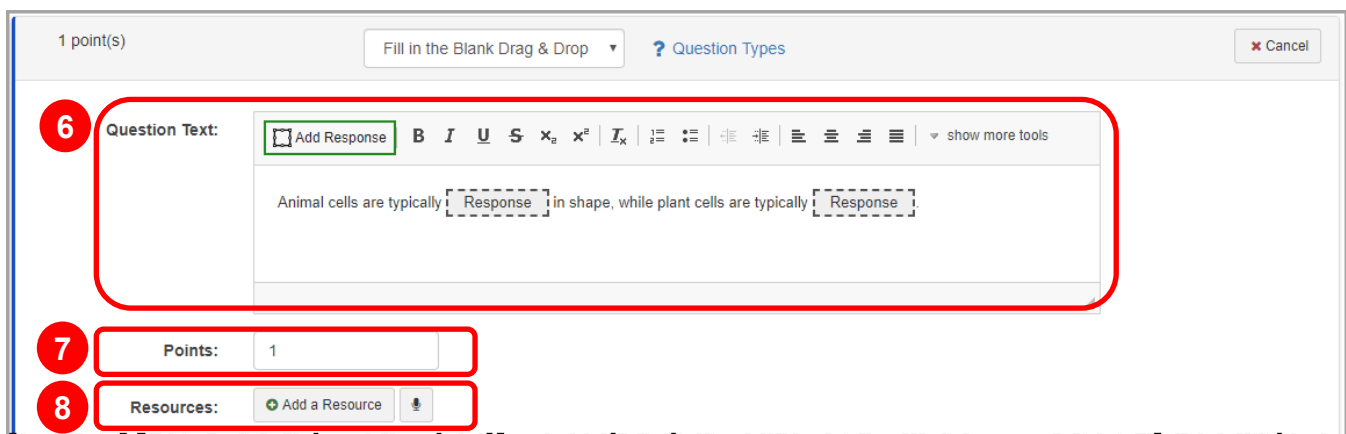 1 point(s) Fill in the Blank Drag & Drop ? Question Types × Cancel
6 Question Text: Add Response B I U S x₂ x² Tx show more tools
Animal cells are typically Response in shape, while plant cells are typically Response .
7 Points: 1
8 Resources: Add a Resource